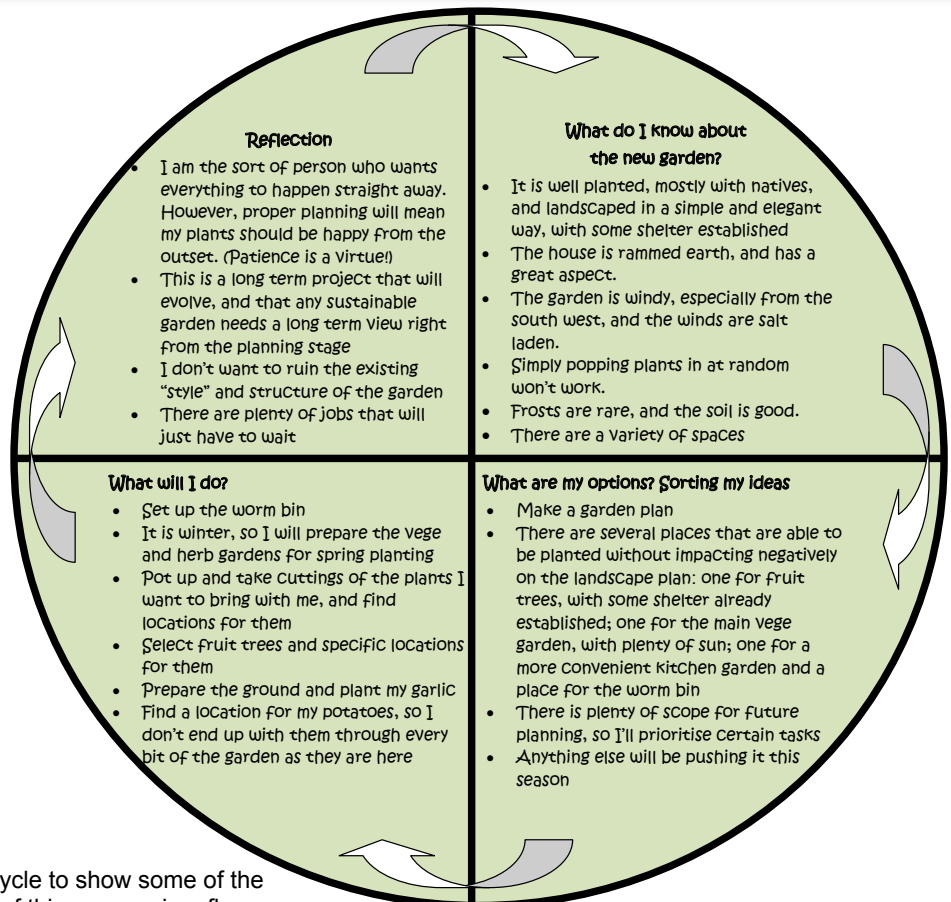 Reflection
• I am the sort of person who wants
everything to happen straight away.
However, proper planning will mean
my plants should be happy from the
outset. (Patience is a virtue!)
• This is a long term project that will
evolve, and that any sustainable
garden needs a long term view right
from the planning stage
• I don't want to ruin the existing
"style" and structure of the garden
• There are plenty of jobs that will
just have to wait
What do I know about
the new garden?
• It is well planted, mostly with natives,
and landscaped in a simple and elegant
way, with some shelter established
• The house is rammed earth, and has a
great aspect.
• The garden is windy, especially from the
south west, and the winds are salt
laden.
• Simply popping plants in at random
won't work.
• Frosts are rare, and the soil is good.
• There are a variety of spaces
What will I do?
• Set up the worm bin
• It is winter, so I will prepare the vege
and herb gardens for spring planting
• Pot up and take cuttings of the plants I
want to bring with me, and find
locations for them
• Select fruit trees and specific locations
for them
• Prepare the ground and plant my garlic
• Find a location for my potatoes, so I
don't end up with them through every
bit of the garden as they are here
What are my options? Sorting my ideas
• Make a garden plan
• There are several places that are able to
be planted without impacting negatively
on the landscape plan: one for fruit
trees, with some shelter already
established; one for the main vege
garden, with plenty of sun; one for a
more convenient kitchen garden and a
place for the worm bin
• There is plenty of scope for future
planning, so I'll prioritise certain tasks
• Anything else will be pushing it this
season
ycle to show some of the